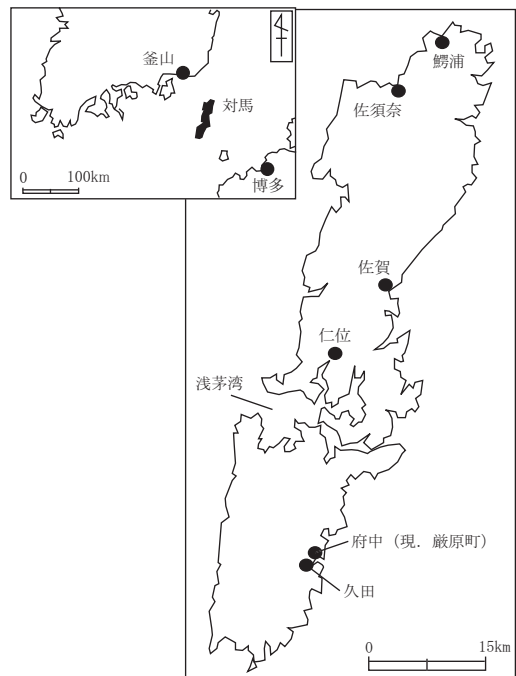 釜山
対馬
博多
0 100km
鰐浦
佐須奈
佐賀
仁位
浅茅湾
府中（現．厳原町）
久田
0 15km